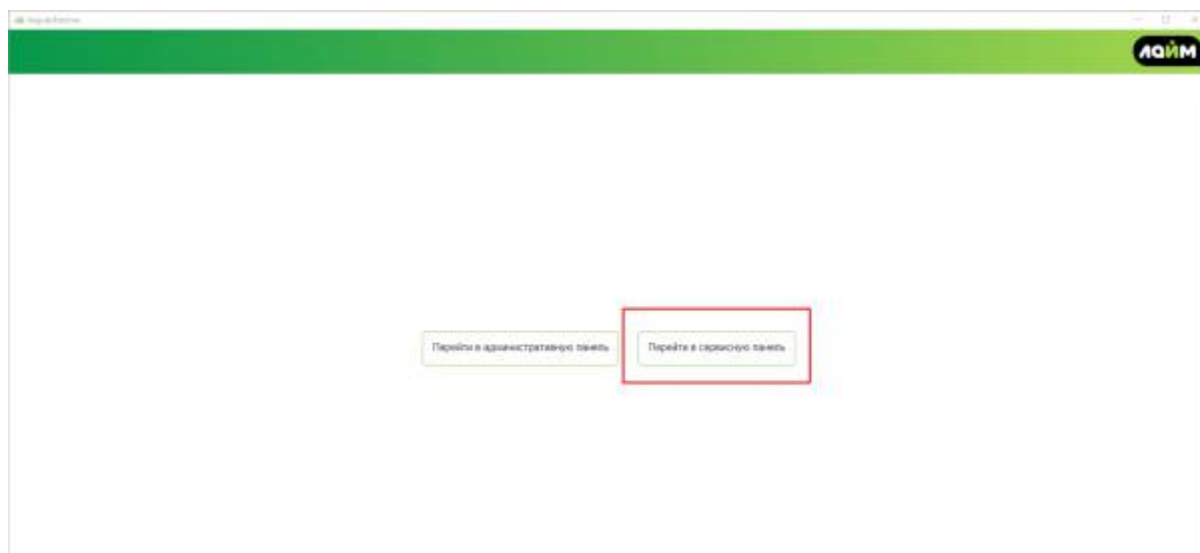 лайм
Перейти в административную панель
Перейти в сервисную панель